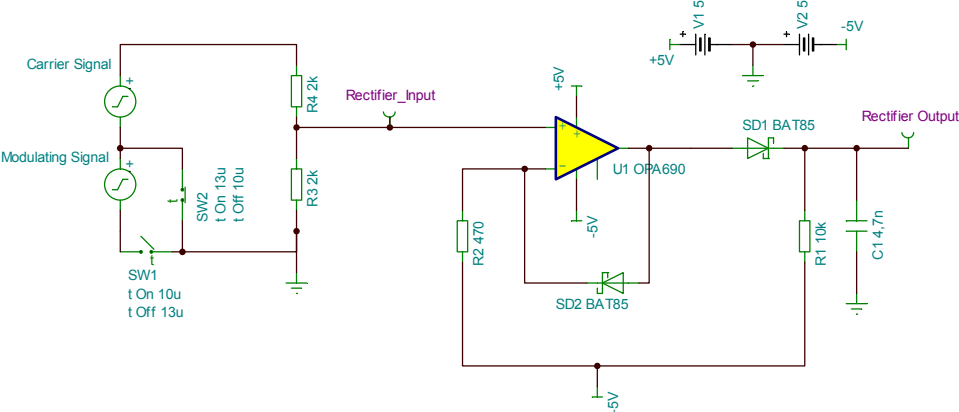 V1 5
V2 5
+
+
-5V
+5V
Carrier Signal
+
R4 2k
Rectifier_Input
+5V
Rectifier Output
SD1 BAT85
+
+
-
U1 OPA690
Modulating Signal
+
t
SW2
t On 13u
t Off 10u
R3 2k
-5V
R2 470
R1 10k
C1 4,7n
t
SW1
t On 10u
t Off 13u
SD2 BAT85
-5V